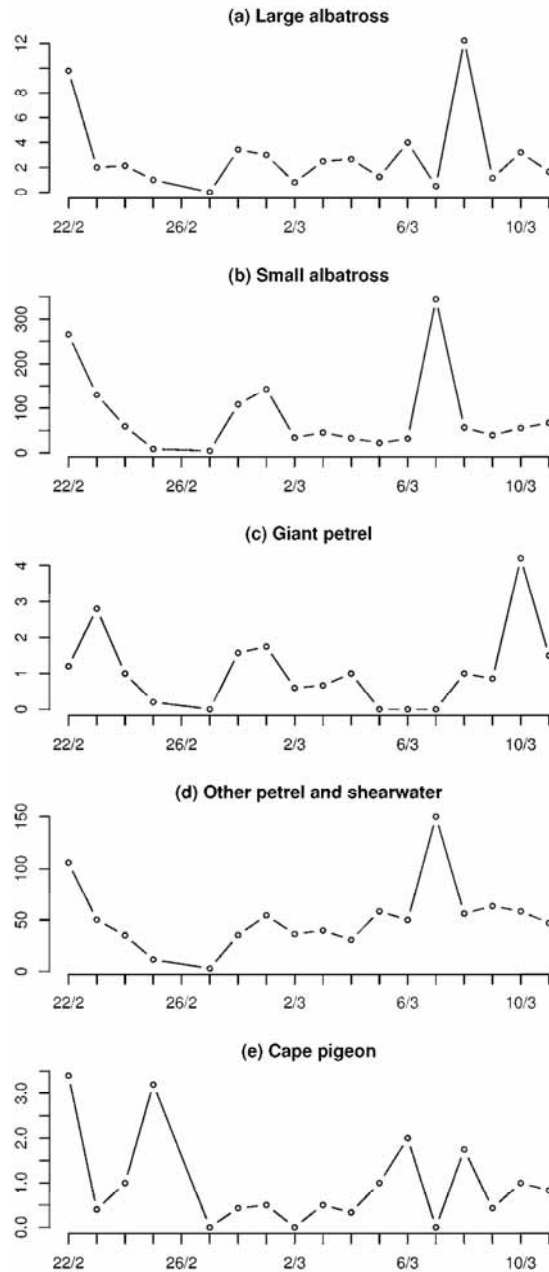 (a) Large albatross
12
8
6
4
2
0
22/2 26/2 2/3 6/3 10/3
(b) Small albatross
300
200
100
0
22/2 26/2 2/3 6/3 10/3
(c) Giant petrel
4
3
2
1
0
22/2 26/2 2/3 6/3 10/3
(d) Other petrel and shearwater
150
100
50
0
22/2 26/2 2/3 6/3 10/3
(e) Cape pigeon
3.0
2.0
1.0
0.0
22/2 26/2 2/3 6/3 10/3